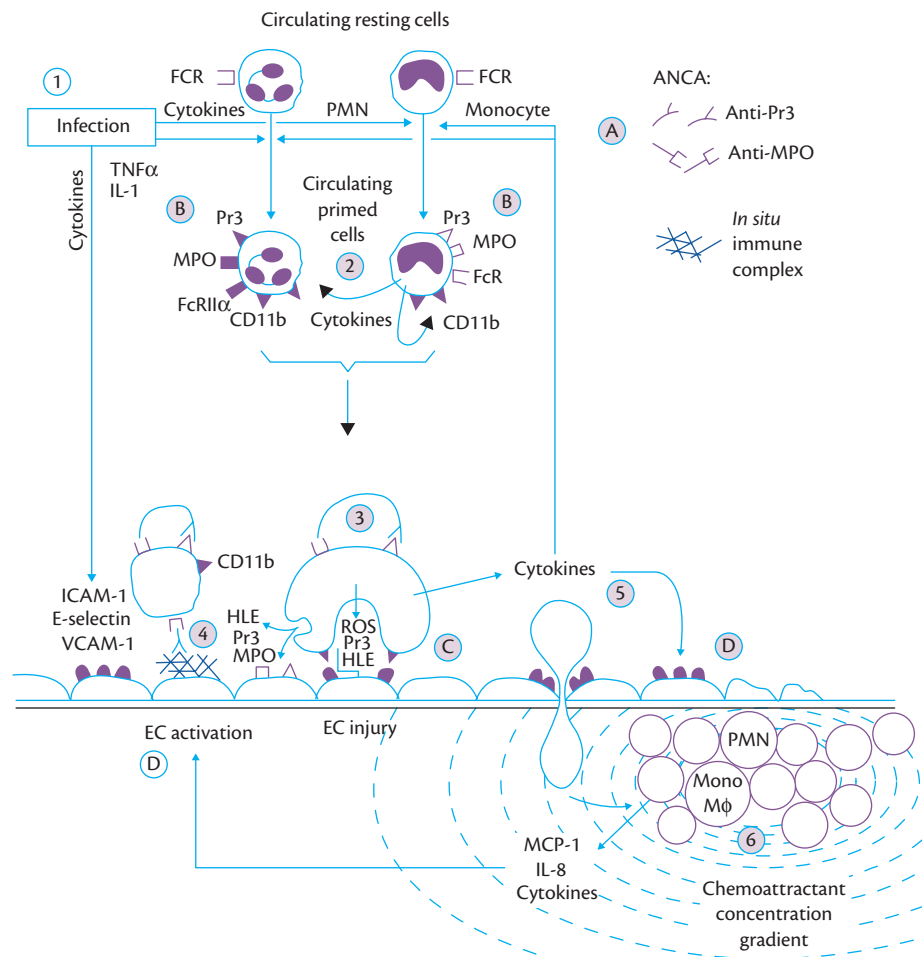 Circulating resting cells
FCR
FCR
1
Cytokines
PMN
Monocyte
Infection
TNFα
IL-1
Cytokines
ANCA:
A
Anti-Pr3
Anti-MPO
In situ
immune
complex
B
Circulating
primed
cells
2
B
Pr3
MPO
FcRIIα
CD11b
Cytokines
Pr3
MPO
FcR
CD11b
3
CD11b
ICAM-1
E-selectin
VCAM-1
4
HLE
Pr3
MPO
ROS
Pr3
HLE
C
Cytokines
5
D
EC activation
D
EC injury
PMN
Mono
Mϕ
6
MCP-1
IL-8
Cytokines
Chemoattractant
concentration
gradient